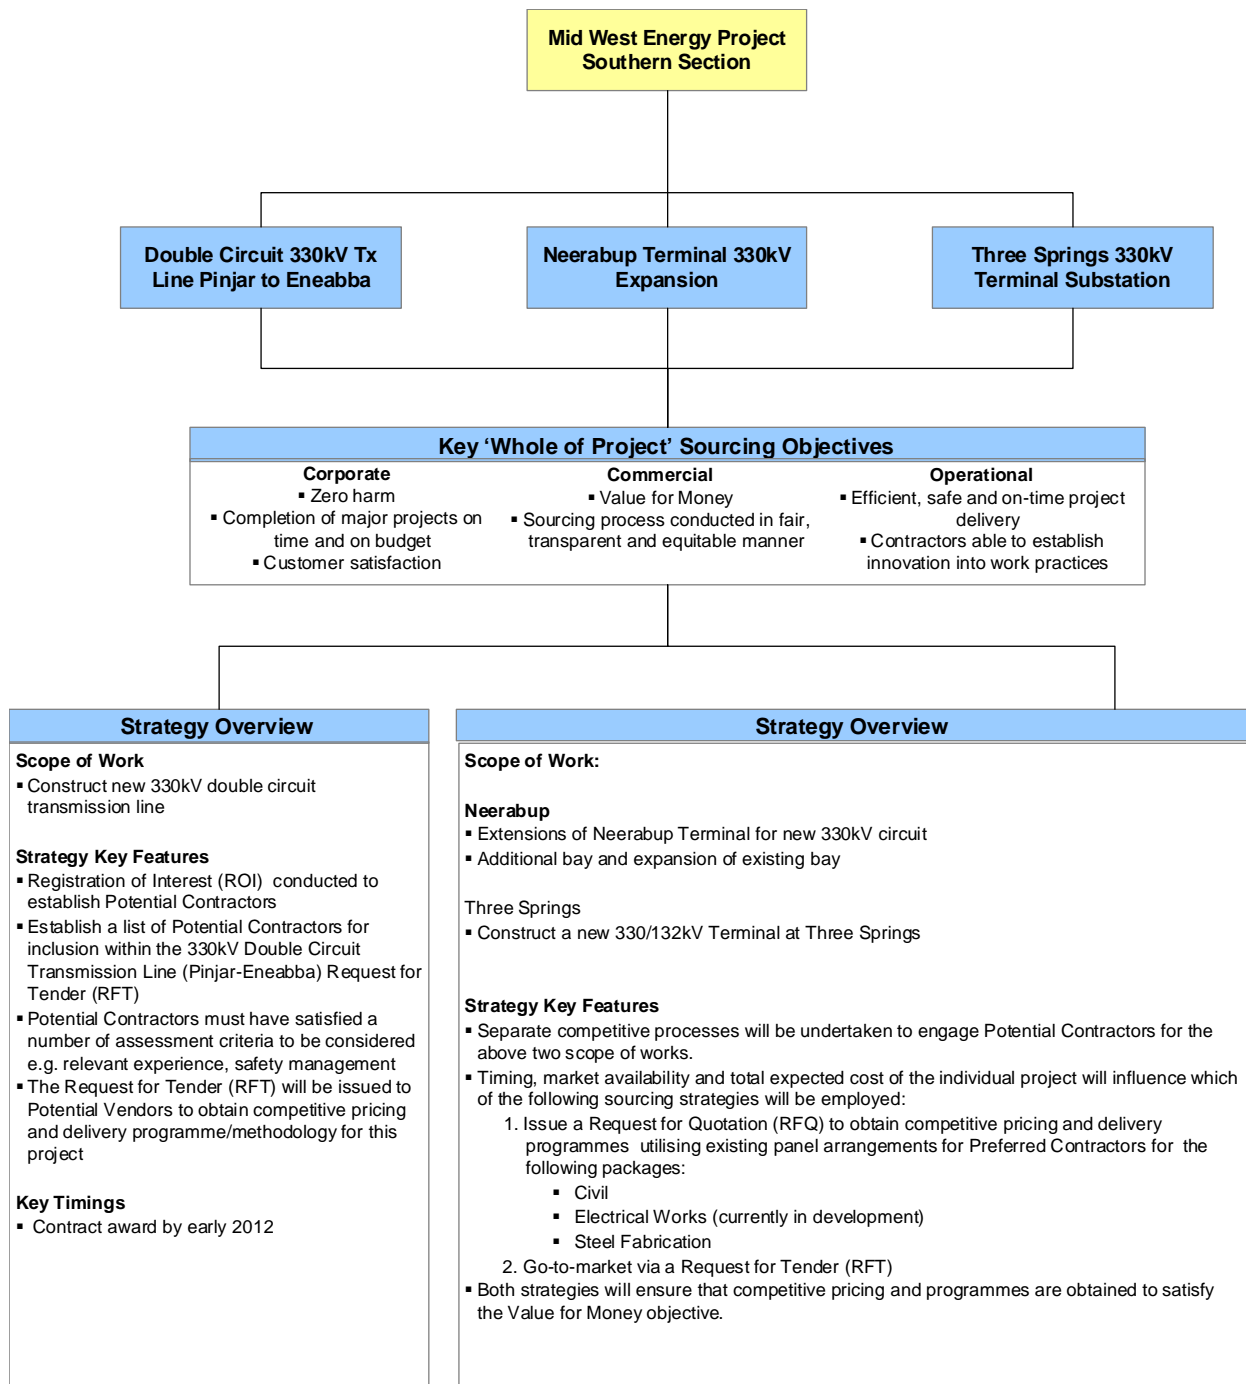 Mid West Energy Project
Southern Section
Double Circuit 330kV Tx
Line Pinjar to Eneabba
Neerabup Terminal 330kV
Expansion
Three Springs 330kV
Terminal Substation
Key ‘Whole of Project’ Sourcing Objectives
Corporate
▪ Zero harm
▪ Completion of major projects on
time and on budget
▪ Customer satisfaction
Commercial
▪ Value for Money
▪ Sourcing process conducted in fair,
transparent and equitable manner
Operational
▪ Efficient, safe and on-time project
delivery
▪ Contractors able to establish
innovation into work practices
Strategy Overview
Scope of Work
▪ Construct new 330kV double circuit
transmission line
Strategy Key Features
▪ Registration of Interest (ROI) conducted to
establish Potential Contractors
▪ Establish a list of Potential Contractors for
inclusion within the 330kV Double Circuit
Transmission Line (Pinjar-Eneabba) Request for
Tender (RFT)
▪ Potential Contractors must have satisfied a
number of assessment criteria to be considered
e.g. relevant experience, safety management
▪ The Request for Tender (RFT) will be issued to
Potential Vendors to obtain competitive pricing
and delivery programme/methodology for this
project
Key Timings
▪ Contract award by early 2012
Strategy Overview
Scope of Work:
Neerabup
▪ Extensions of Neerabup Terminal for new 330kV circuit
▪ Additional bay and expansion of existing bay
Three Springs
▪ Construct a new 330/132kV Terminal at Three Springs
Strategy Key Features
▪ Separate competitive processes will be undertaken to engage Potential Contractors for the
above two scope of works.
▪ Timing, market availability and total expected cost of the individual project will influence which
of the following sourcing strategies will be employed:
1. Issue a Request for Quotation (RFQ) to obtain competitive pricing and delivery
programmes utilising existing panel arrangements for Preferred Contractors for the
following packages:
▪ Civil
▪ Electrical Works (currently in development)
▪ Steel Fabrication
2. Go-to-market via a Request for Tender (RFT)
▪ Both strategies will ensure that competitive pricing and programmes are obtained to satisfy
the Value for Money objective.